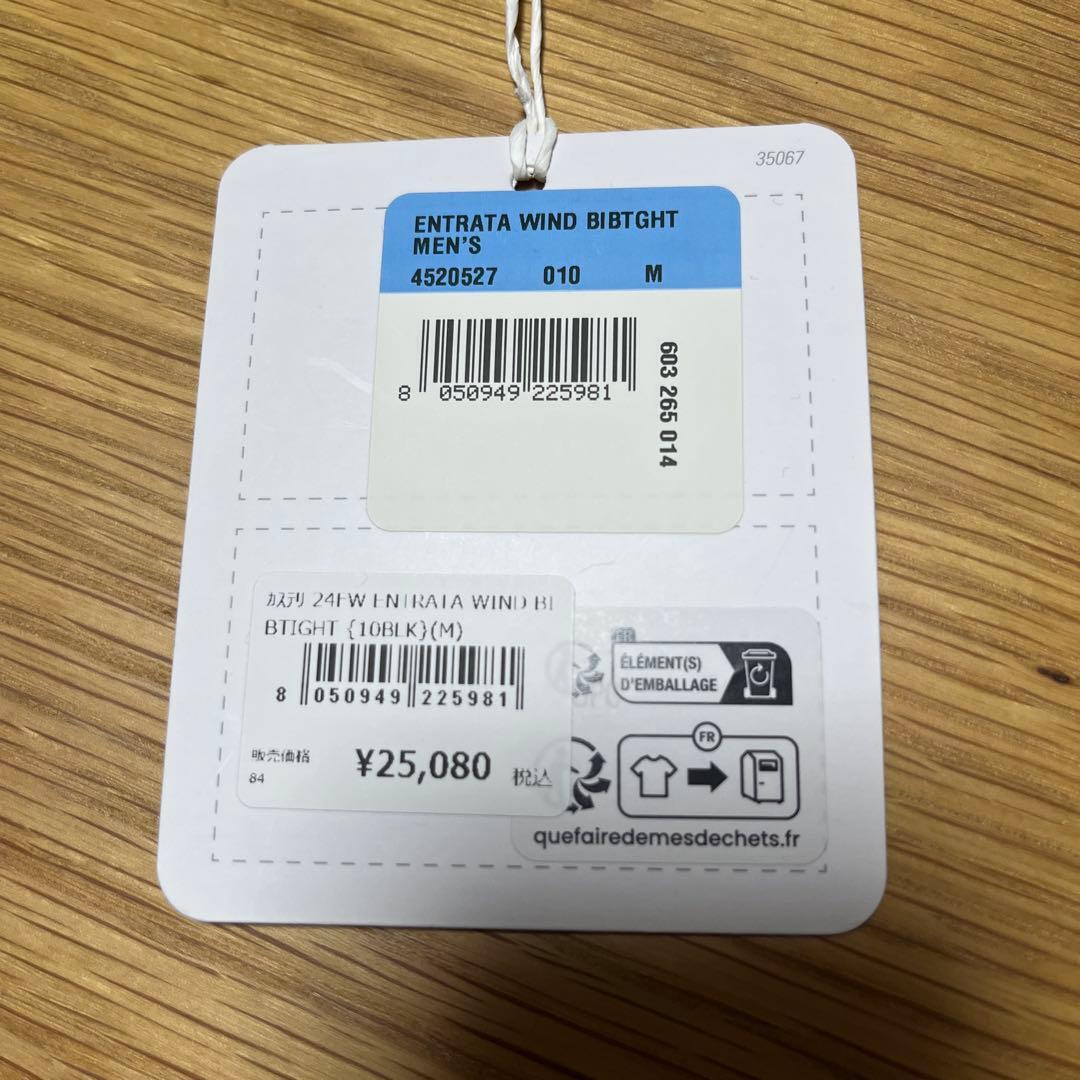 35067
ENTRATA WIND BIBTGHT
MEN'S
4520527 010 M
8 050949 225981
603 265 014
ｶｽﾃﾘ 24FW ENTRATA WIND BI
BTIGHT {10BLK}(M)
8 050949 225981
販売価格
84
¥25,080 税込
FR
ÉLÉMENT(S)
D'EMBALLAGE
FR
quefairedemesdechets.fr